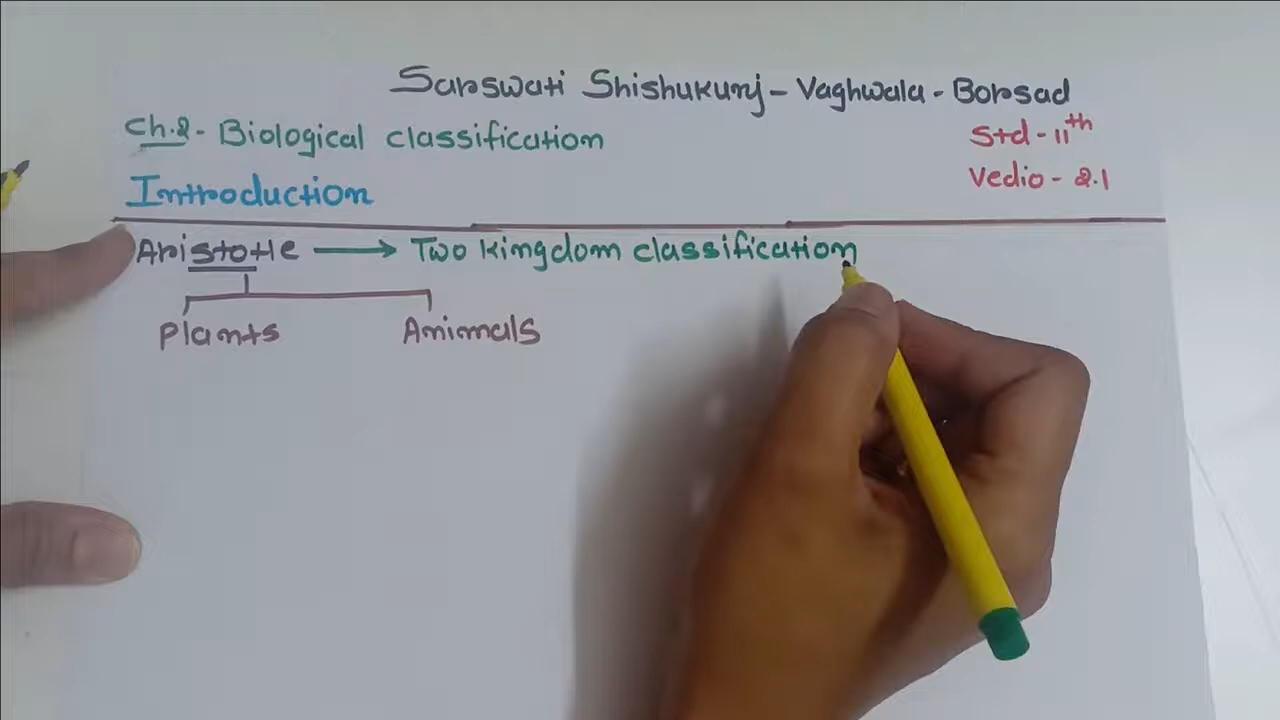 Sarswati Shishukunj - Vaghwala - Borsad
Ch.2 - Biological classification
Std - 11th
Introduction
Vedio - 2.1
Aristotle → Two kingdom classification
Plants
Animals